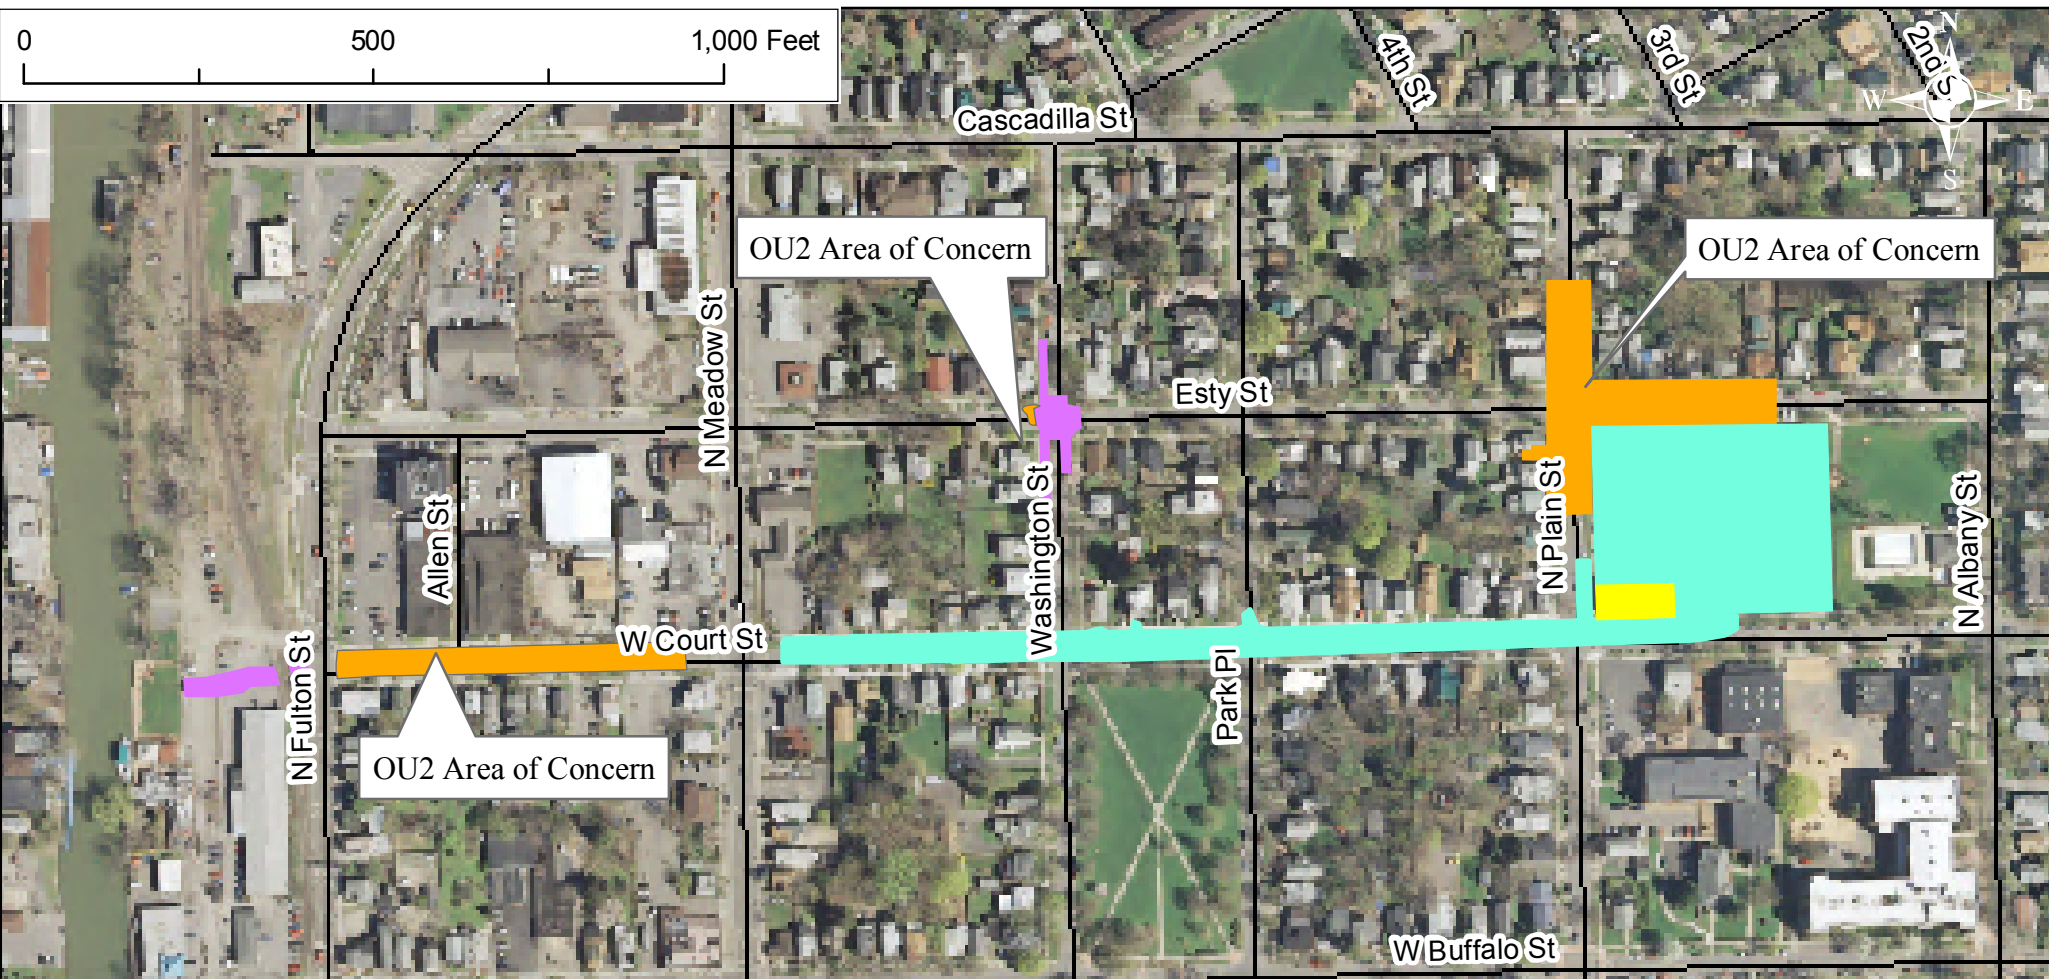 0 500 1,000 Feet
N
W E
S
4th St
3rd St
2nd S
Cascadilla St
OU2 Area of Concern
OU2 Area of Concern
N Meadow St
Esty St
Allen St
Washington St
N Plain St
N Albany St
W Court St
N Fulton St
Park Pl
OU2 Area of Concern
W Buffalo St